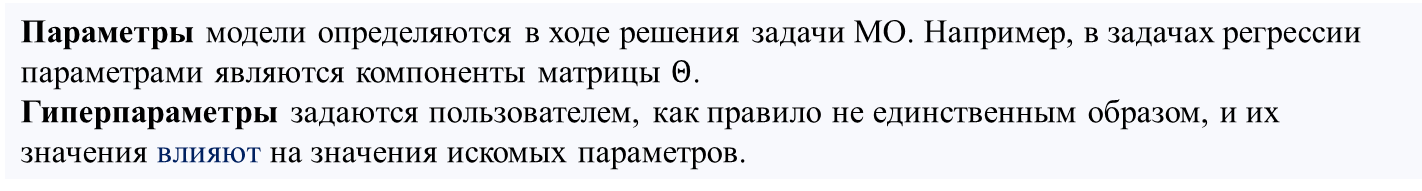 Параметры модели определяются в ходе решения задачи МО. Например, в задачах регрессии
параметрами являются компоненты матрицы Θ.
Гиперпараметры задаются пользователем, как правило не единственным образом, и их
значения влияют на значения искомых параметров.